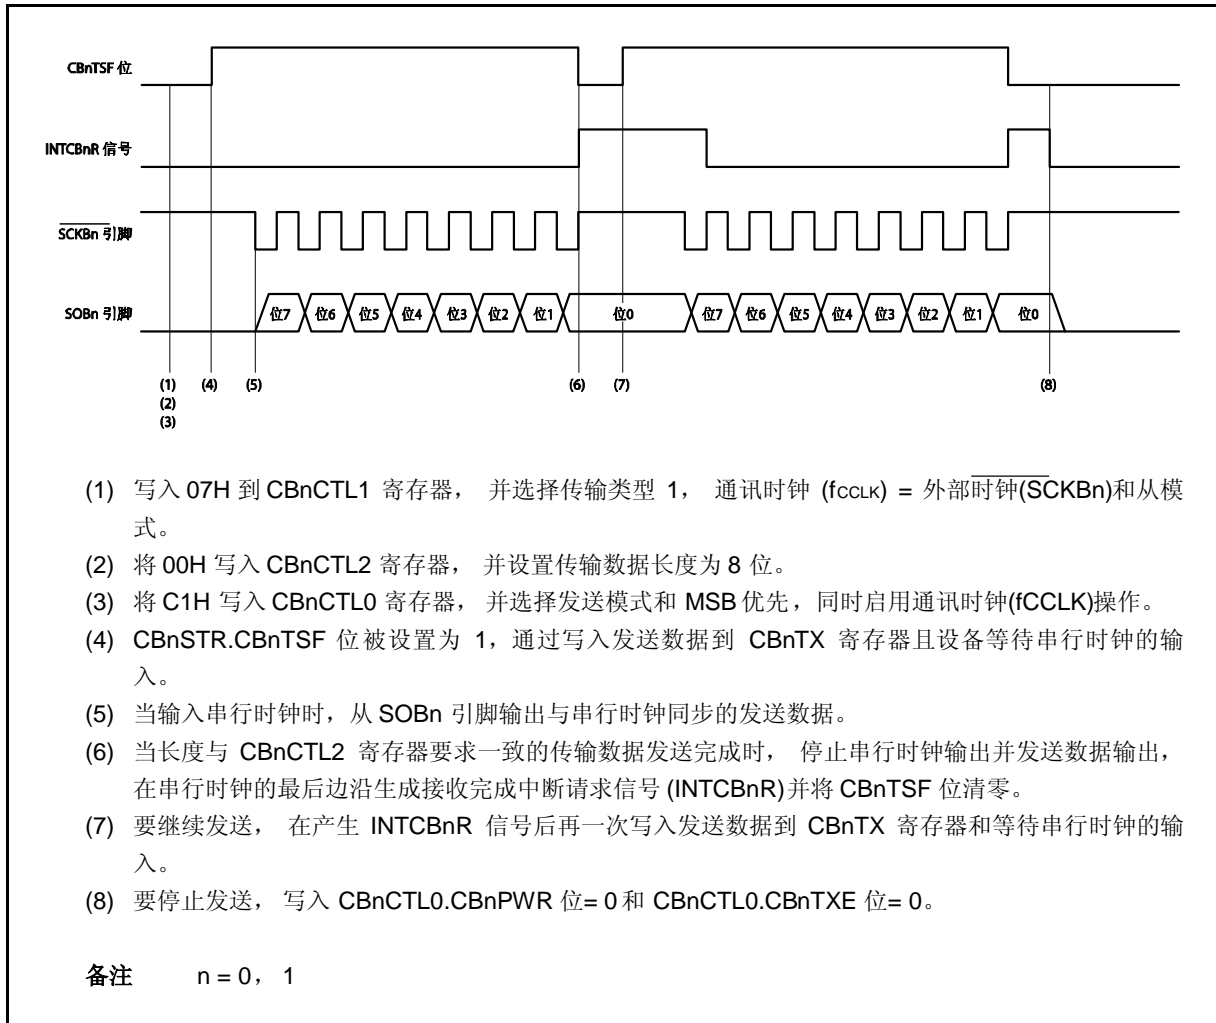 CBnTSF 位
INTCBnR 信号
SCKBn 引脚
SOBn 引脚
位7 位6 位5 位4 位3 位2 位1 位0 位7 位6 位5 位4 位3 位2 位1 位0
(1) (4) (5) (6) (7) (8)
(2)
(3)
(1) 写入 07H 到 CBnCTL1 寄存器， 并选择传输类型 1， 通讯时钟 (fCCLK) = 外部时钟(SCKBn)和从模
式。
(2) 将 00H 写入 CBnCTL2 寄存器， 并设置传输数据长度为 8 位。
(3) 将 C1H 写入 CBnCTL0 寄存器， 并选择发送模式和 MSB 优先，同时启用通讯时钟(fCCLK)操作。
(4) CBnSTR.CBnTSF 位被设置为 1，通过写入发送数据到 CBnTX 寄存器且设备等待串行时钟的输
入。
(5) 当输入串行时钟时，从 SOBn 引脚输出与串行时钟同步的发送数据。
(6) 当长度与 CBnCTL2 寄存器要求一致的传输数据发送完成时， 停止串行时钟输出并发送数据输出，
在串行时钟的最后边沿生成接收完成中断请求信号 (INTCBnR)并将 CBnTSF 位清零。
(7) 要继续发送， 在产生 INTCBnR 信号后再一次写入发送数据到 CBnTX 寄存器和等待串行时钟的输
入。
(8) 要停止发送， 写入 CBnCTL0.CBnPWR 位= 0 和 CBnCTL0.CBnTXE 位= 0。
备注 n = 0， 1